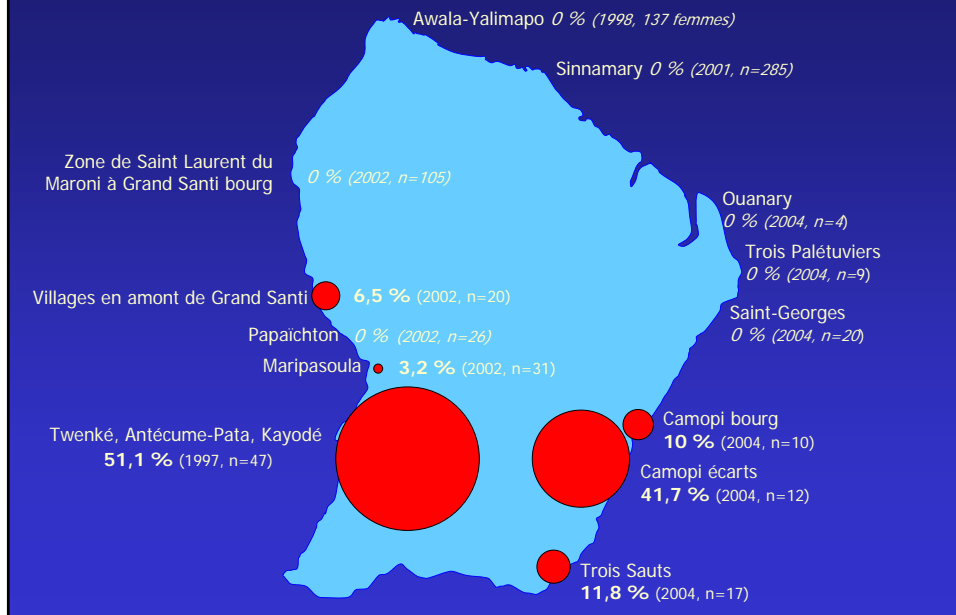 Awala-Yalimapo 0 % (1998, 137 femmes)
Sinnamary 0 % (2001, n=285)
Zone de Saint Laurent du
Maroni à Grand Santi bourg
0 % (2002, n=105)
Ouanary
0 % (2004, n=4)
Trois Palétuviers
0 % (2004, n=9)
Villages en amont de Grand Santi 6,5 % (2002, n=20)
Saint-Georges
0 % (2004, n=20)
Papaïchton 0 % (2002, n=26)
Maripasoula 3,2 % (2002, n=31)
Twenké, Antécume-Pata, Kayodé
51,1 % (1997, n=47)
Camopi bourg
10 % (2004, n=10)
Camopi écarts
41,7 % (2004, n=12)
Trois Sauts
11,8 % (2004, n=17)